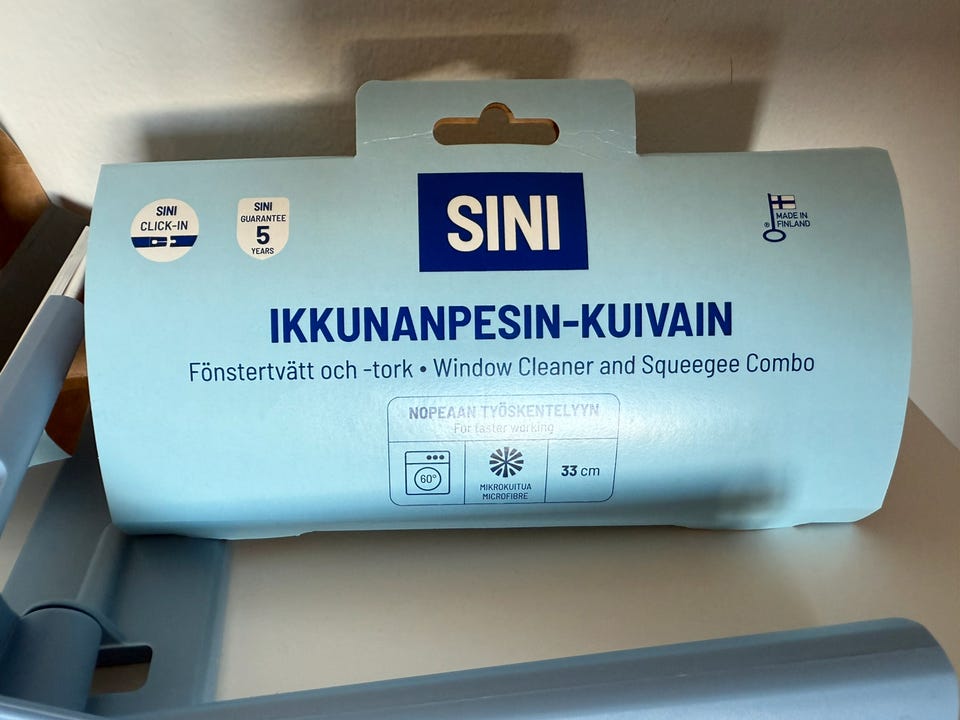 SINI
CLICK-IN
SINI
GUARANTEE
5
YEARS
SINI
® MADE IN
FINLAND
IKKUNANPESIN-KUIVAIN
Fönstertvätt och -tork • Window Cleaner and Squeegee Combo
NOPEAAN TYÖSKENTELYYN
For faster working
60°
MIKROKUITUA
MICROFIBRE
33 cm